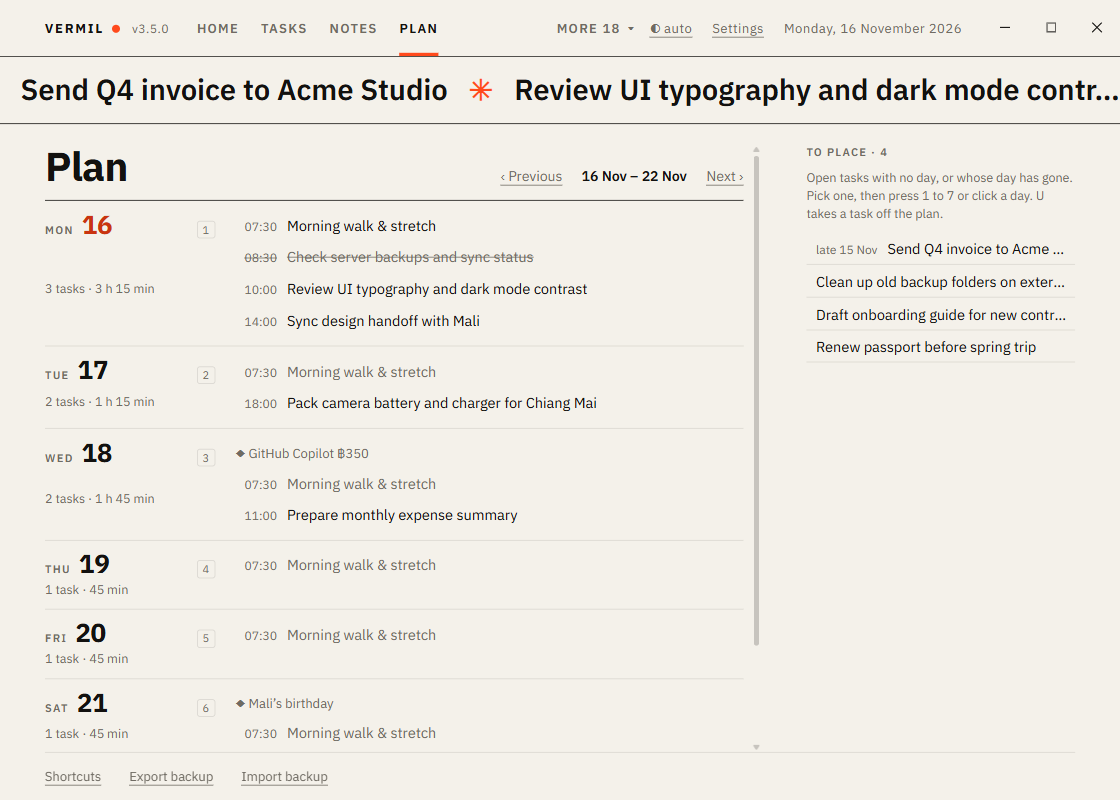 VERMIL v3.5.0 HOME TASKS NOTES PLAN MORE 18 auto Settings Monday, 16 November 2026
Send Q4 invoice to Acme Studio ✳ Review UI typography and dark mode contr...
Plan
‹ Previous 16 Nov – 22 Nov Next ›
MON 16 1
3 tasks · 3 h 15 min
07:30 Morning walk & stretch
08:30 Check server backups and sync status
10:00 Review UI typography and dark mode contrast
14:00 Sync design handoff with Mali
TUE 17 2
2 tasks · 1 h 15 min
07:30 Morning walk & stretch
18:00 Pack camera battery and charger for Chiang Mai
WED 18 3
2 tasks · 1 h 45 min
◆ GitHub Copilot ฿350
07:30 Morning walk & stretch
11:00 Prepare monthly expense summary
THU 19 4
1 task · 45 min
07:30 Morning walk & stretch
FRI 20 5
1 task · 45 min
07:30 Morning walk & stretch
SAT 21 6
1 task · 45 min
◆ Mali's birthday
07:30 Morning walk & stretch
TO PLACE · 4
Open tasks with no day, or whose day has gone.
Pick one, then press 1 to 7 or click a day. U
takes a task off the plan.
late 15 Nov Send Q4 invoice to Acme ...
Clean up old backup folders on exter...
Draft onboarding guide for new contr...
Renew passport before spring trip
Shortcuts Export backup Import backup